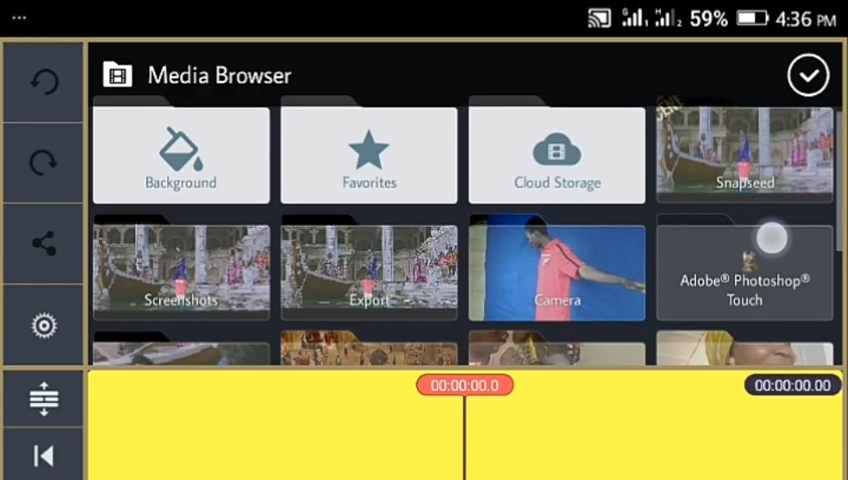 59% 4:36 PM
Media Browser
Background
Favorites
Cloud Storage
Snapseed
Screenshots
Export
Camera
Adobe® Photoshop®
Touch
00:00:00.0
00:00:00.00